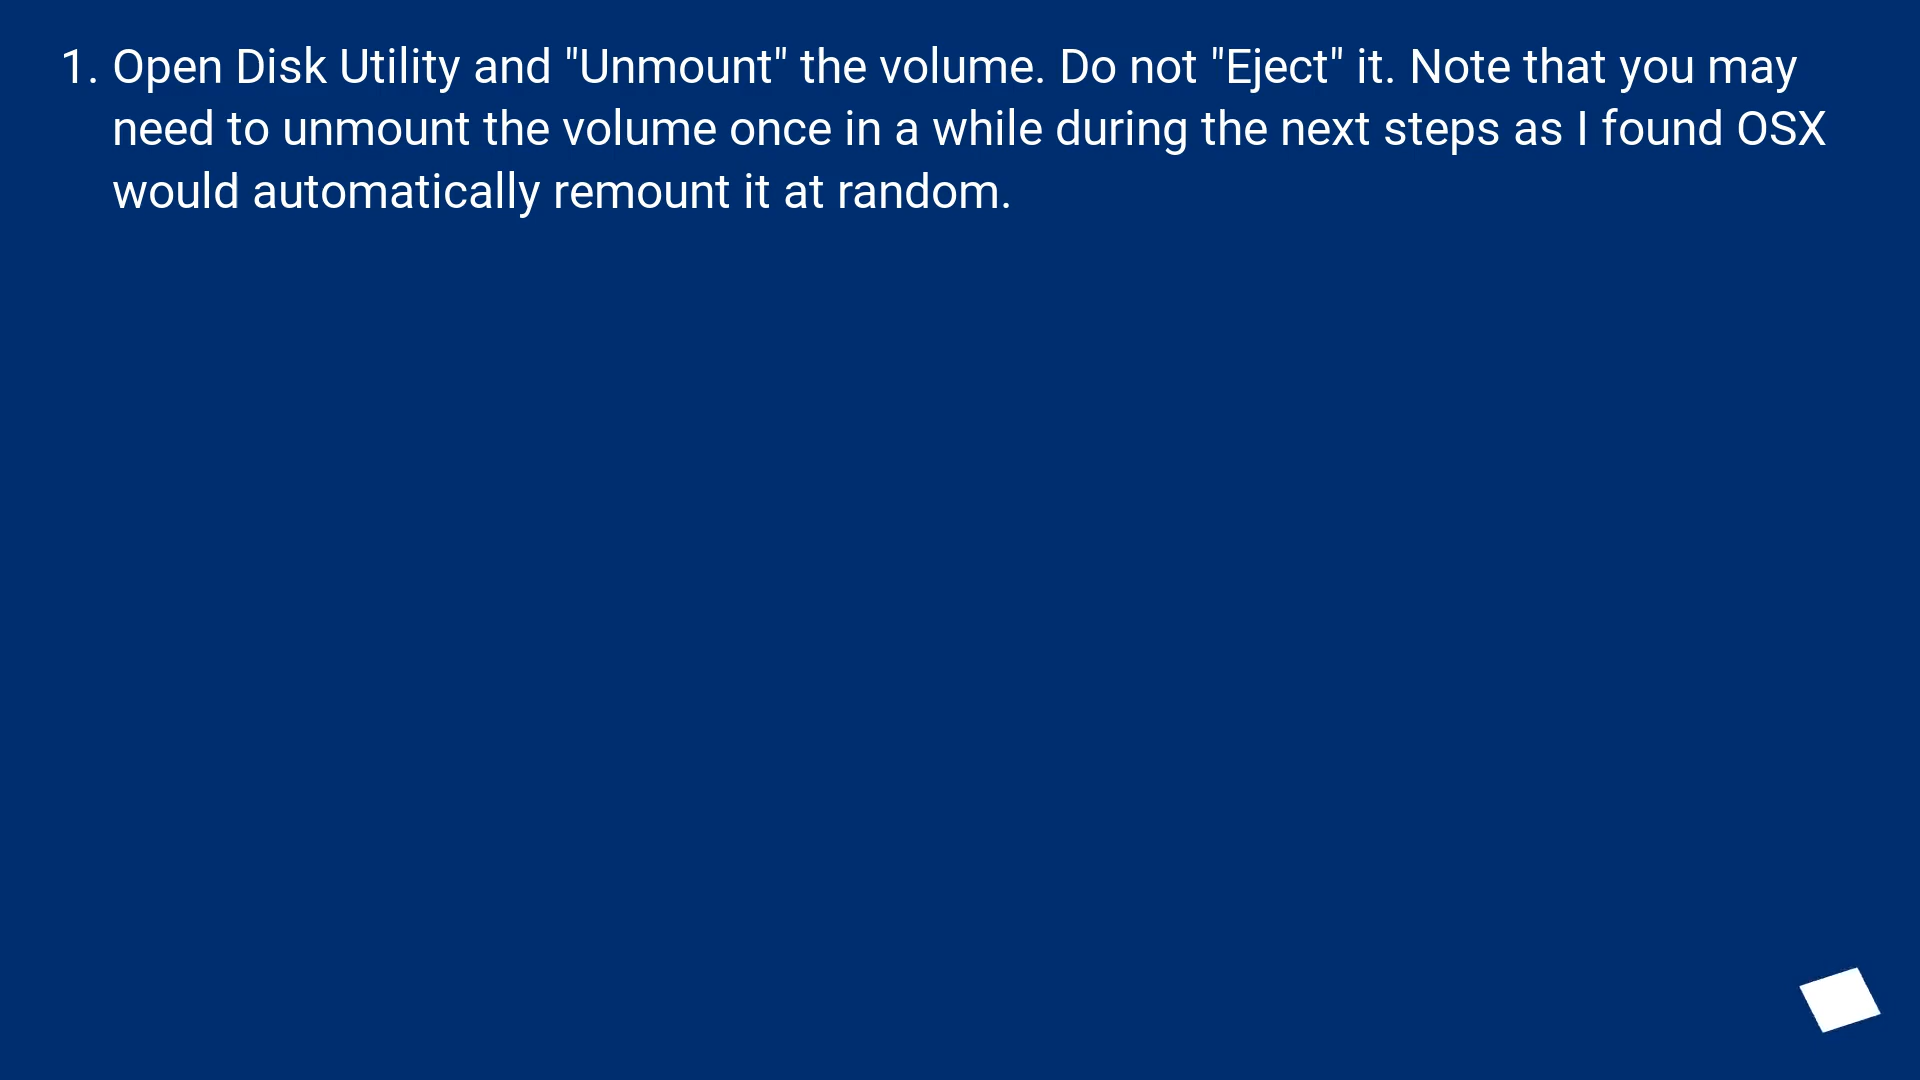 1. Open Disk Utility and "Unmount" the volume. Do not "Eject" it. Note that you may
need to unmount the volume once in a while during the next steps as I found OSX
would automatically remount it at random.